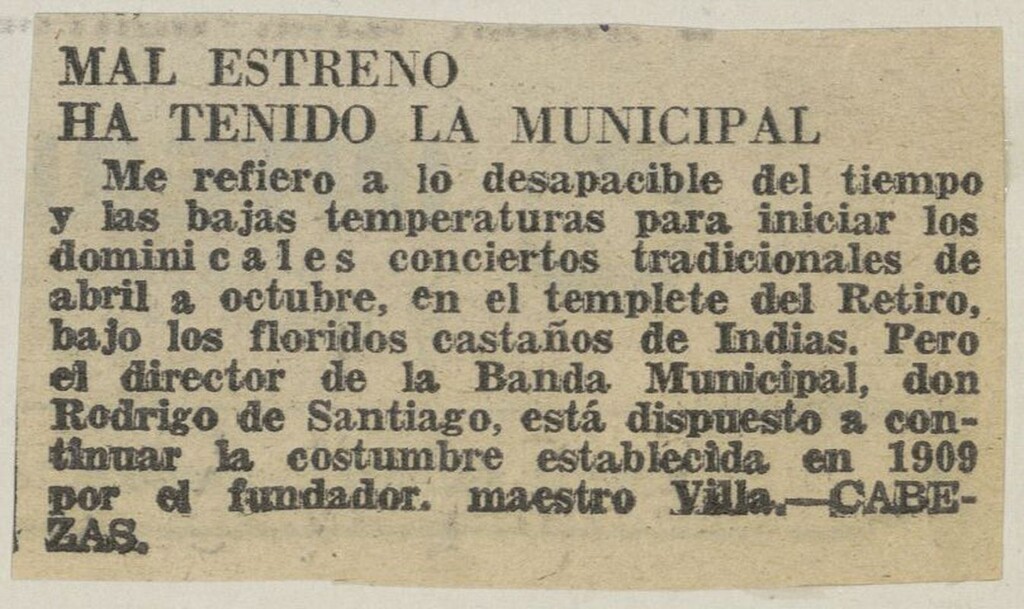 MAL ESTRENO
HA TENIDO LA MUNICIPAL
Me refiero a lo desapacible del tiempo
y las bajas temperaturas para iniciar los
dominicales conciertos tradicionales de
abril a octubre, en el templete del Retiro,
bajo los floridos castaños de Indias. Pero
el director de la Banda Municipal, don
Rodrigo de Santiago, está dispuesto a con-
tinuar la costumbre establecida en 1909
por el fundador. maestro Villa.—CABE-
ZAS.